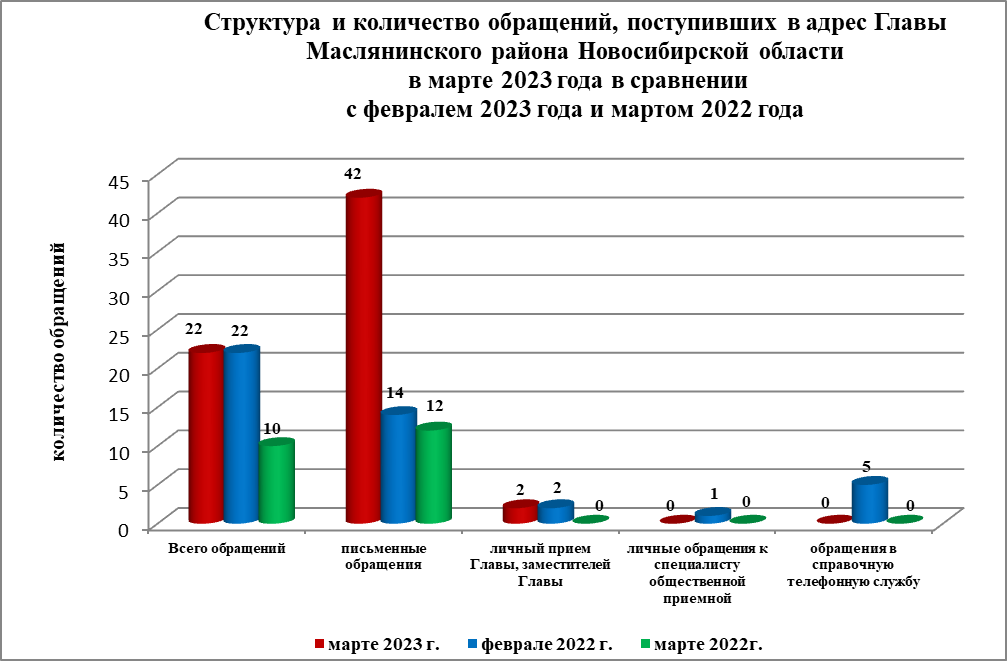 Структура и количество обращений, поступивших в адрес Главы
Маслянинского района Новосибирской области
в марте 2023 года в сравнении
с февралем 2023 года и мартом 2022 года
количество обращений
45
40
35
30
25
20
15
10
5
0
22
22
10
42
14
12
2
2
0
0
1
0
0
5
0
Всего обращений
письменные
обращения
личный прием
Главы, заместителей
Главы
личные обращения к
специалисту
общественной
приемной
обращения в
справочную
телефонную службу
марте 2023 г.
феврале 2022 г.
марте 2022г.